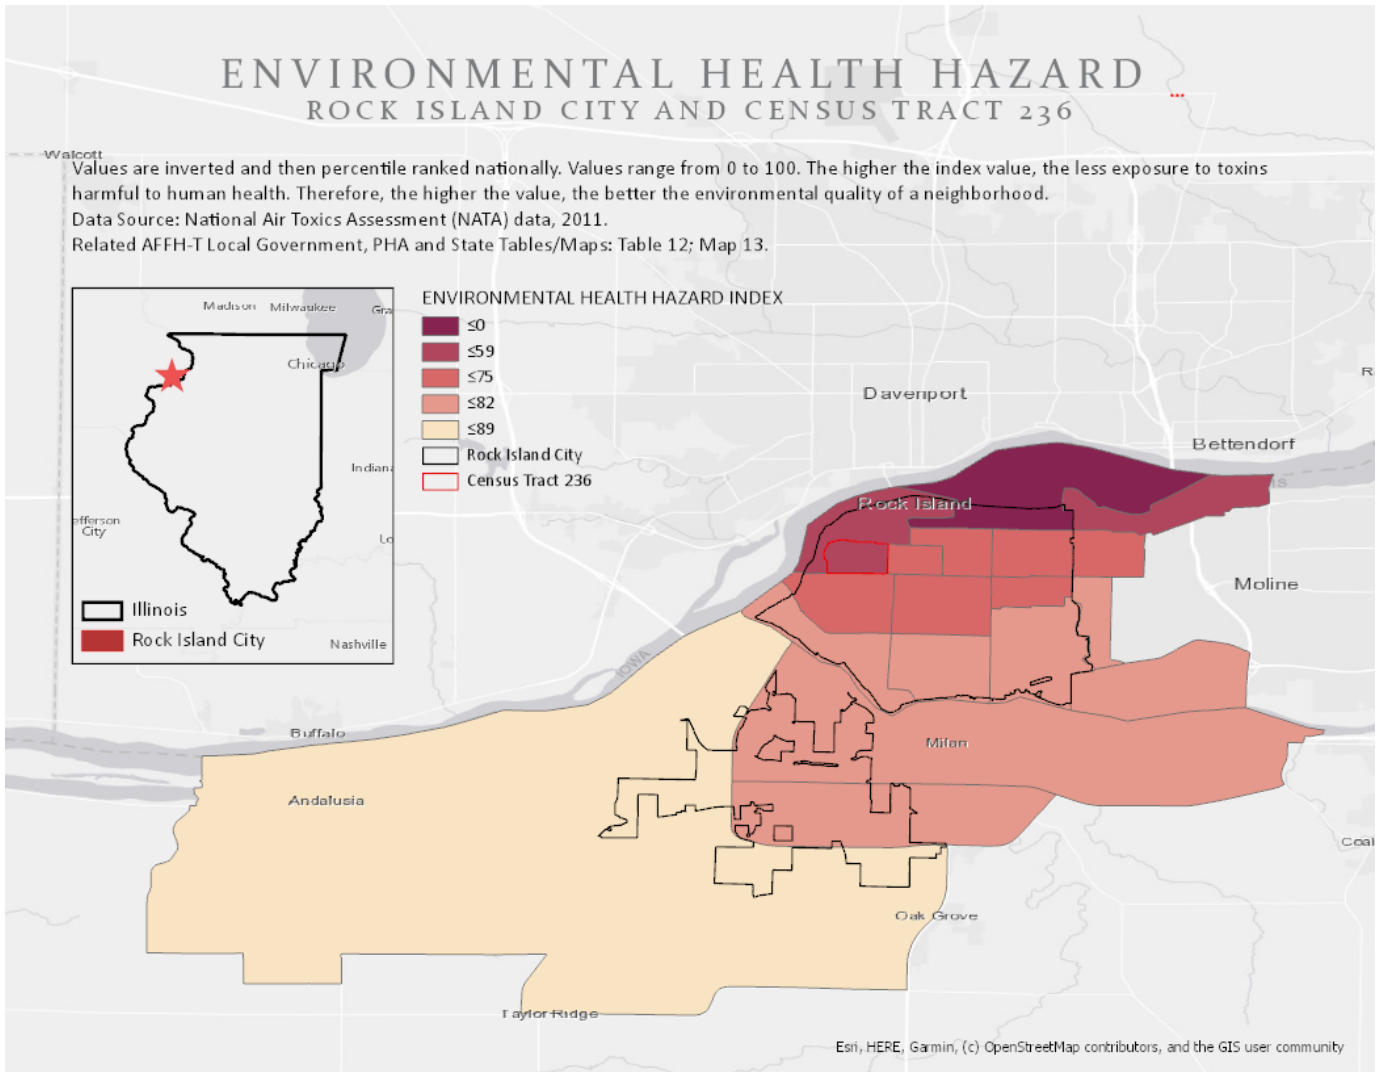 ENVIRONMENTAL HEALTH HAZARD
ROCK ISLAND CITY AND CENSUS TRACT 236
Walcott
Values are inverted and then percentile ranked nationally. Values range from 0 to 100. The higher the index value, the less exposure to toxins
harmful to human health. Therefore, the higher the value, the better the environmental quality of a neighborhood.
Data Source: National Air Toxics Assessment (NATA) data, 2011.
Related AFFH-T Local Government, PHA and State Tables/Maps: Table 12; Map 13.
Madison Milwaukee Gra
Chicago
Indiana
efferson
City
Lo
Nashville
Illinois
Rock Island City
ENVIRONMENTAL HEALTH HAZARD INDEX
≤0
≤59
≤75
≤82
≤89
Rock Island City
Census Tract 236
R
Davenport
Bettendorf
is
Rock Island
Moline
IOWA
Buffalo
Milan
Andalusia
Coal
Oak Grove
Taylor Ridge
Esri, HERE, Garmin, (c) OpenStreetMap contributors, and the GIS user community